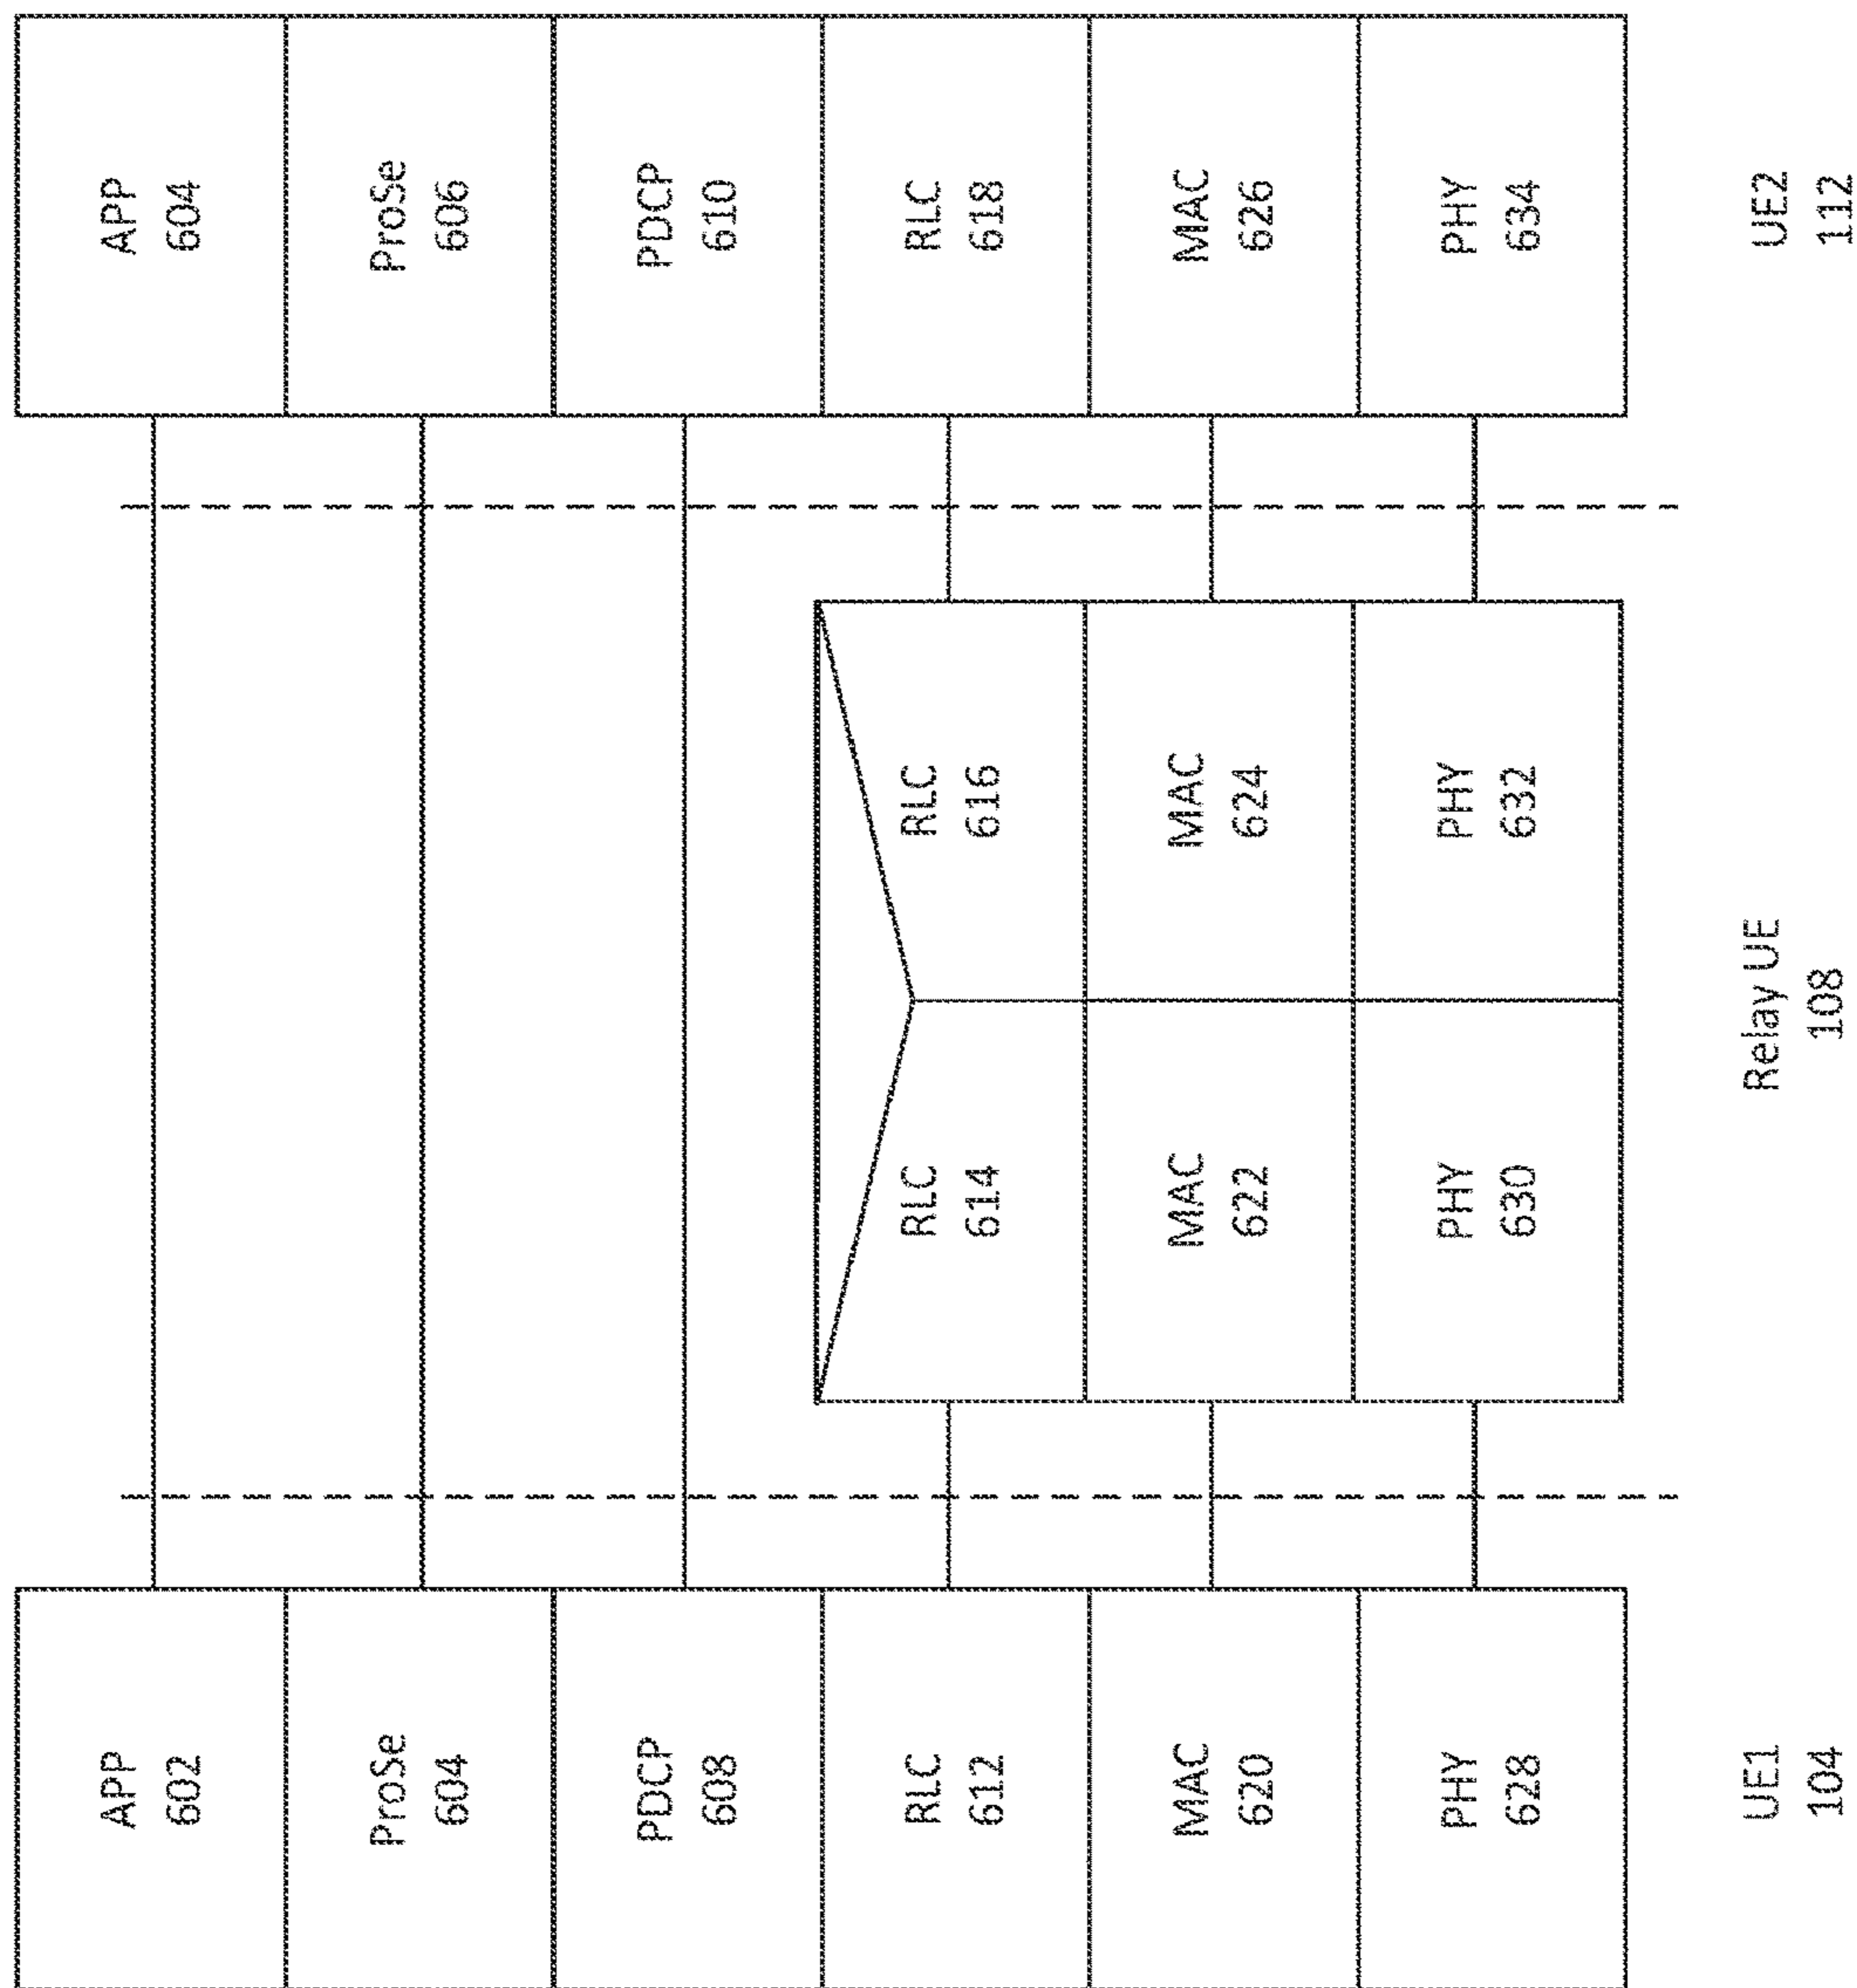 APP
602
ProSe
604
PDCP
608
RLC
612
MAC
620
PHY
628
UE1
104
RLC
614
MAC
622
PHY
630
RLC
616
MAC
624
PHY
632
Relay UE
108
APP
604
ProSe
606
PDCP
610
RLC
618
MAC
626
PHY
634
UE2
112